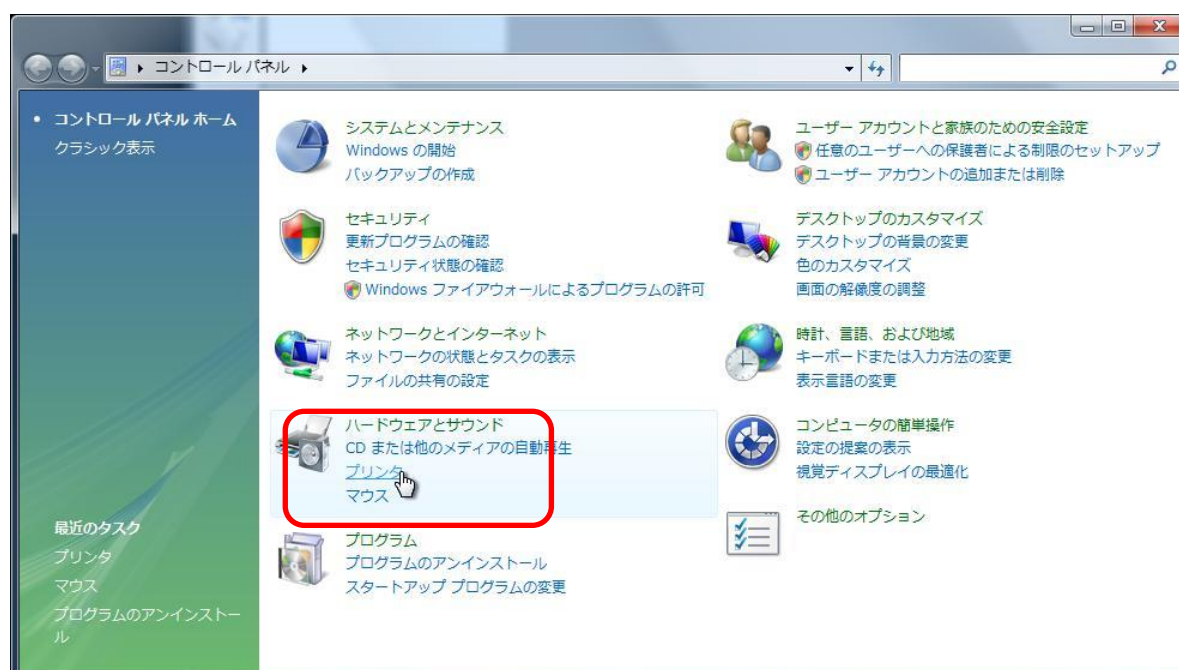 コントロール パネル
コントロール パネル ホーム
クラシック表示
最近のタスク
プリンタ
マウス
プログラムのアンインストー
ル
システムとメンテナンス
Windows の開始
バックアップの作成
セキュリティ
更新プログラムの確認
セキュリティ状態の確認
Windows ファイアウォールによるプログラムの許可
ネットワークとインターネット
ネットワークの状態とタスクの表示
ファイルの共有の設定
ハードウェアとサウンド
CD または他のメディアの自動再生
プリンタ
マウス
プログラム
プログラムのアンインストール
スタートアップ プログラムの変更
ユーザー アカウントと家族のための安全設定
任意のユーザーへの保護者による制限のセットアップ
ユーザー アカウントの追加または削除
デスクトップのカスタマイズ
デスクトップの背景の変更
色のカスタマイズ
画面の解像度の調整
時計、言語、および地域
キーボードまたは入力方法の変更
表示言語の変更
コンピュータの簡単操作
設定の提案の表示
視覚ディスプレイの最適化
その他のオプション